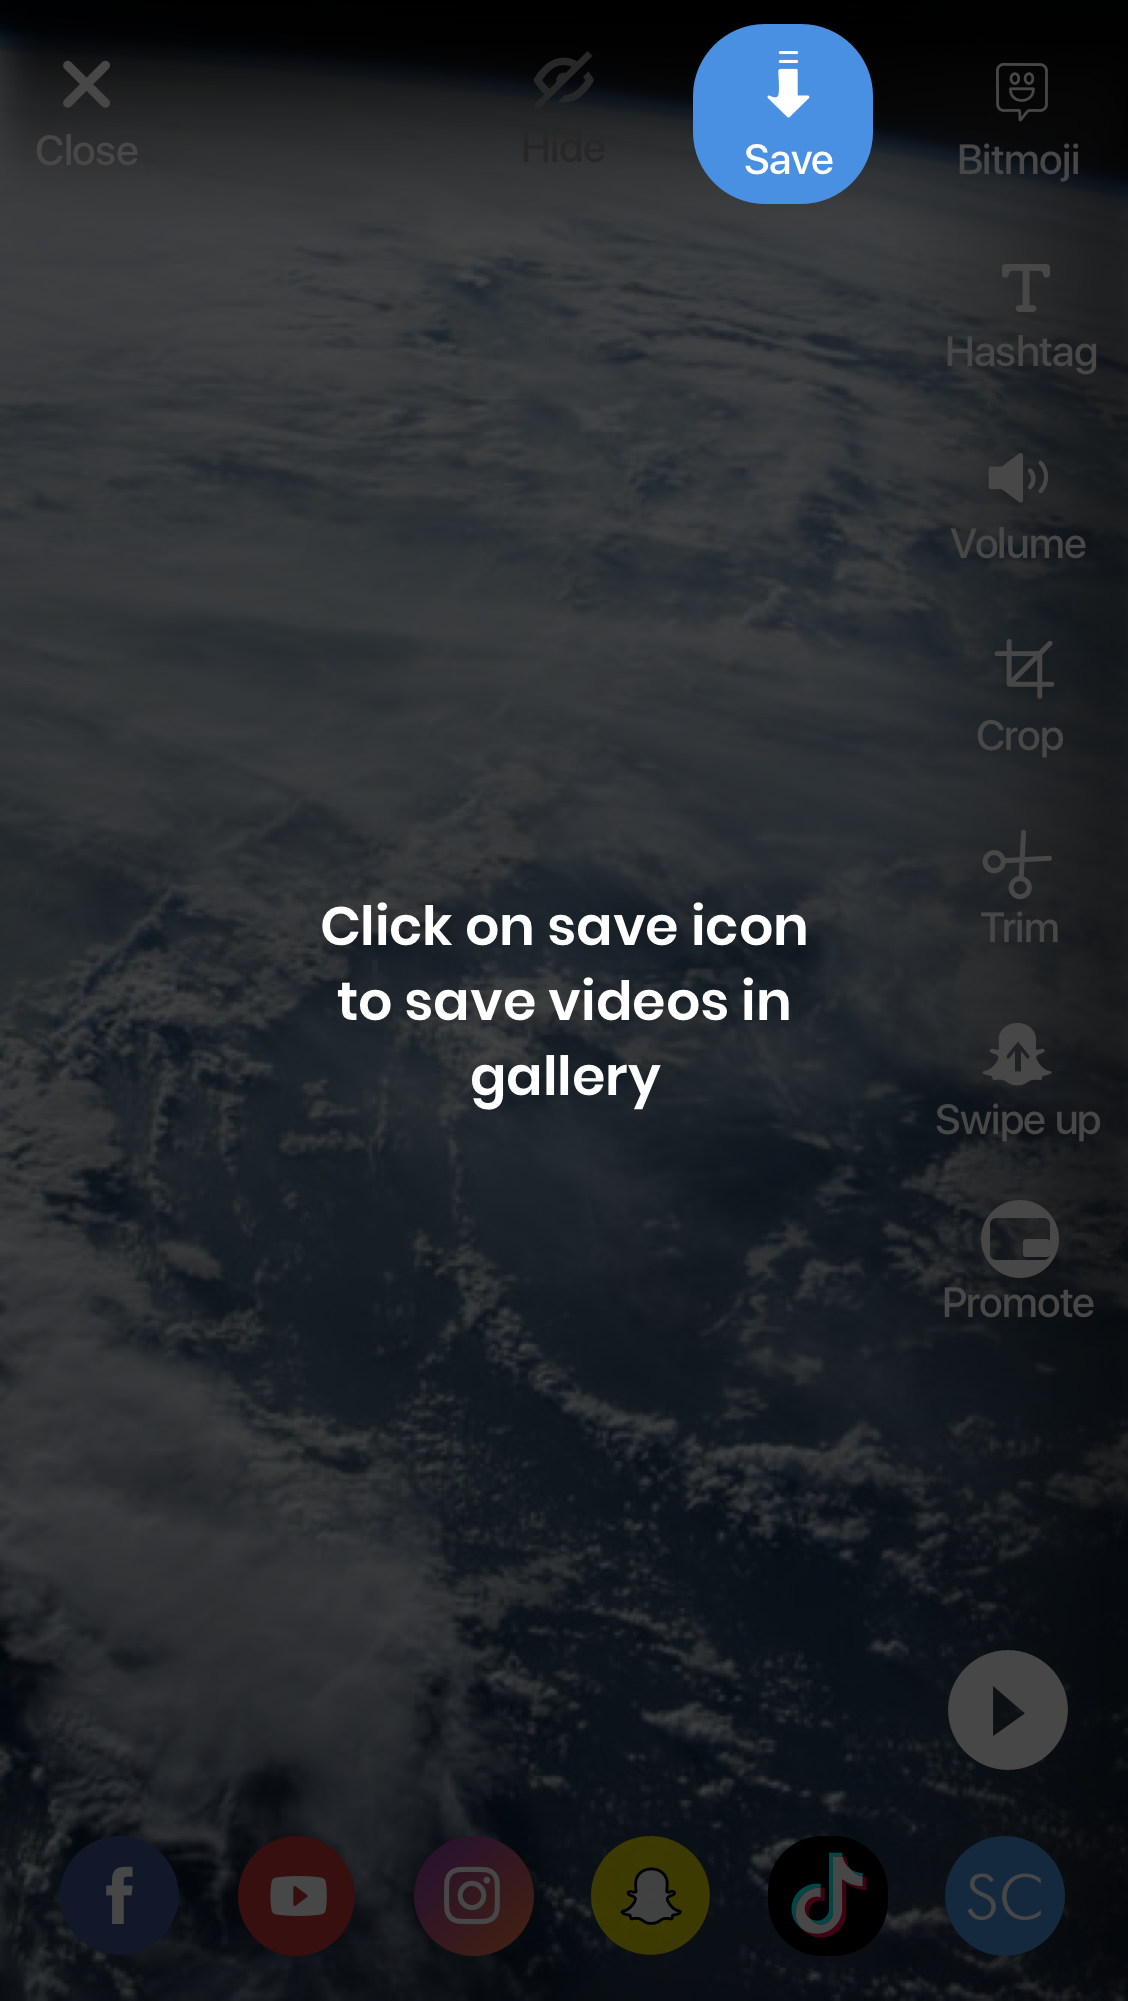 Close
Hide
Save
Bitmoji
Hashtag
Volume
Crop
Trim
Click on save icon
to save videos in
gallery
Swipe up
Promote
SC